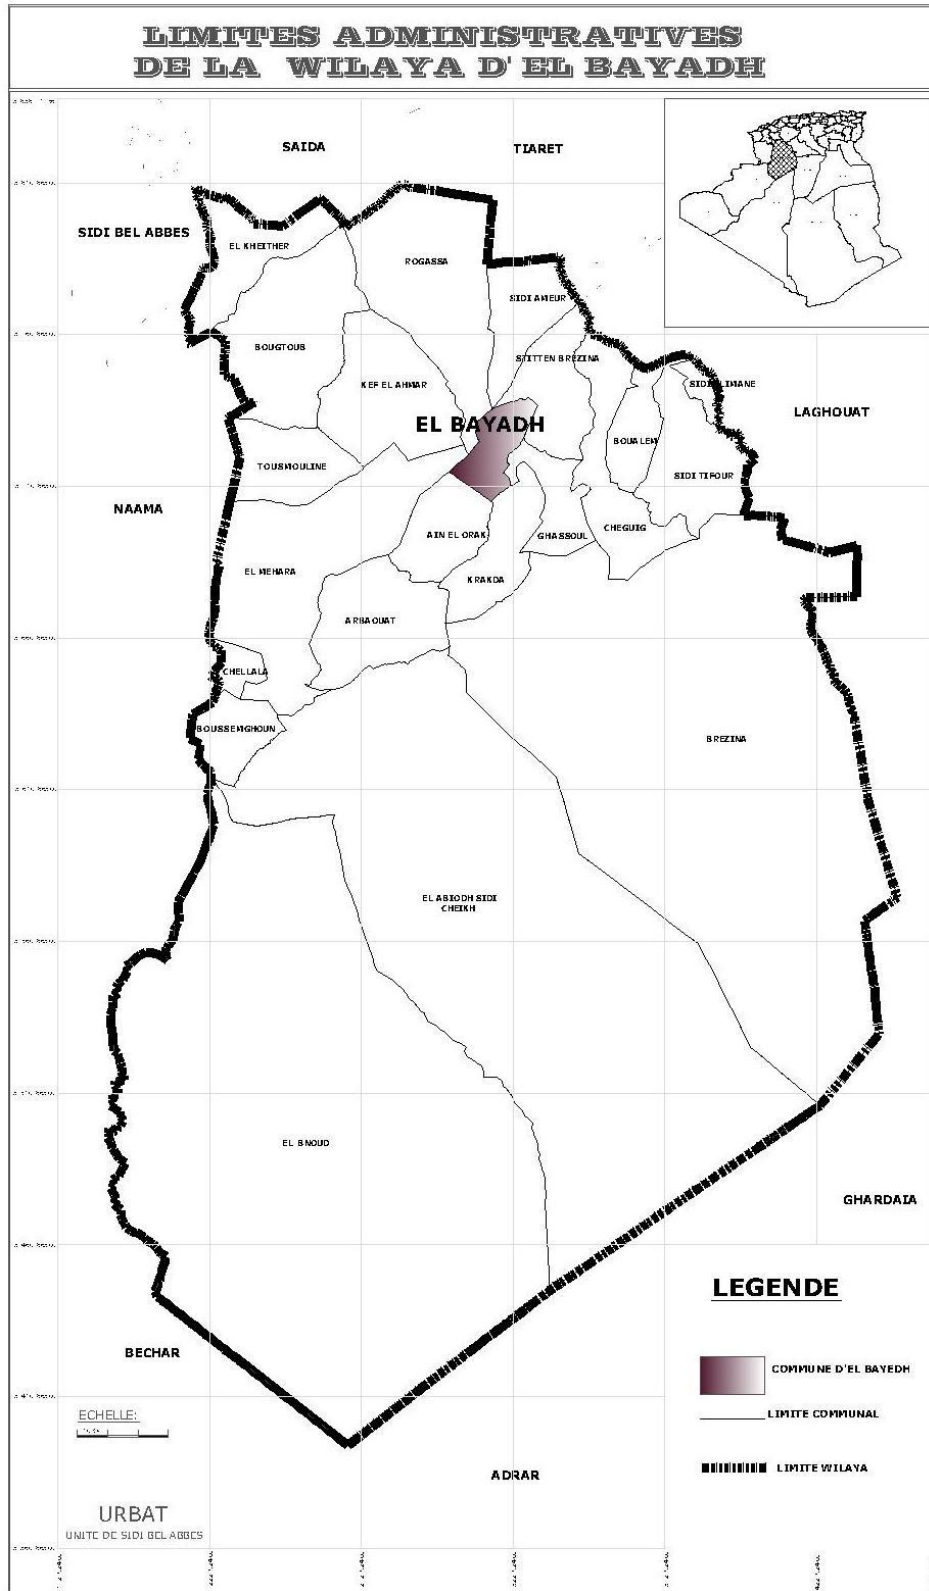 LIMITES ADMINISTRATIVES
DE LA WILAYA D'EL BAYADH
SAIDA
TIARET
SIDI BEL ABBES
EL KHEITHER
ROGASSA
SIDI AMEUR
BOUGTOUB
STITTEN BREZINA
KEF EL AHMAR
LAGHOUAT
EL BAYADH
BOUALEM
TOUSMOULINE
SIDI TIFOUR
NAAMA
AIN EL ORAK
GHASSOUL
CHEGUIG
EL MEHARA
KRAKDA
ARBAOUAT
CHELLALA
BOUSSEMGHOUN
BREZINA
EL ABIODH SIDI
CHEIKH
EL BNOUD
GHARDAIA
LEGENDE
BECHAR
COMMUNE D'EL BAYEDH
LIMITE COMMUNAL
ECHELLE:
LIMITE WILAYA
ADRAR
URBAT
UNITE DE SIDI BEL ABBES